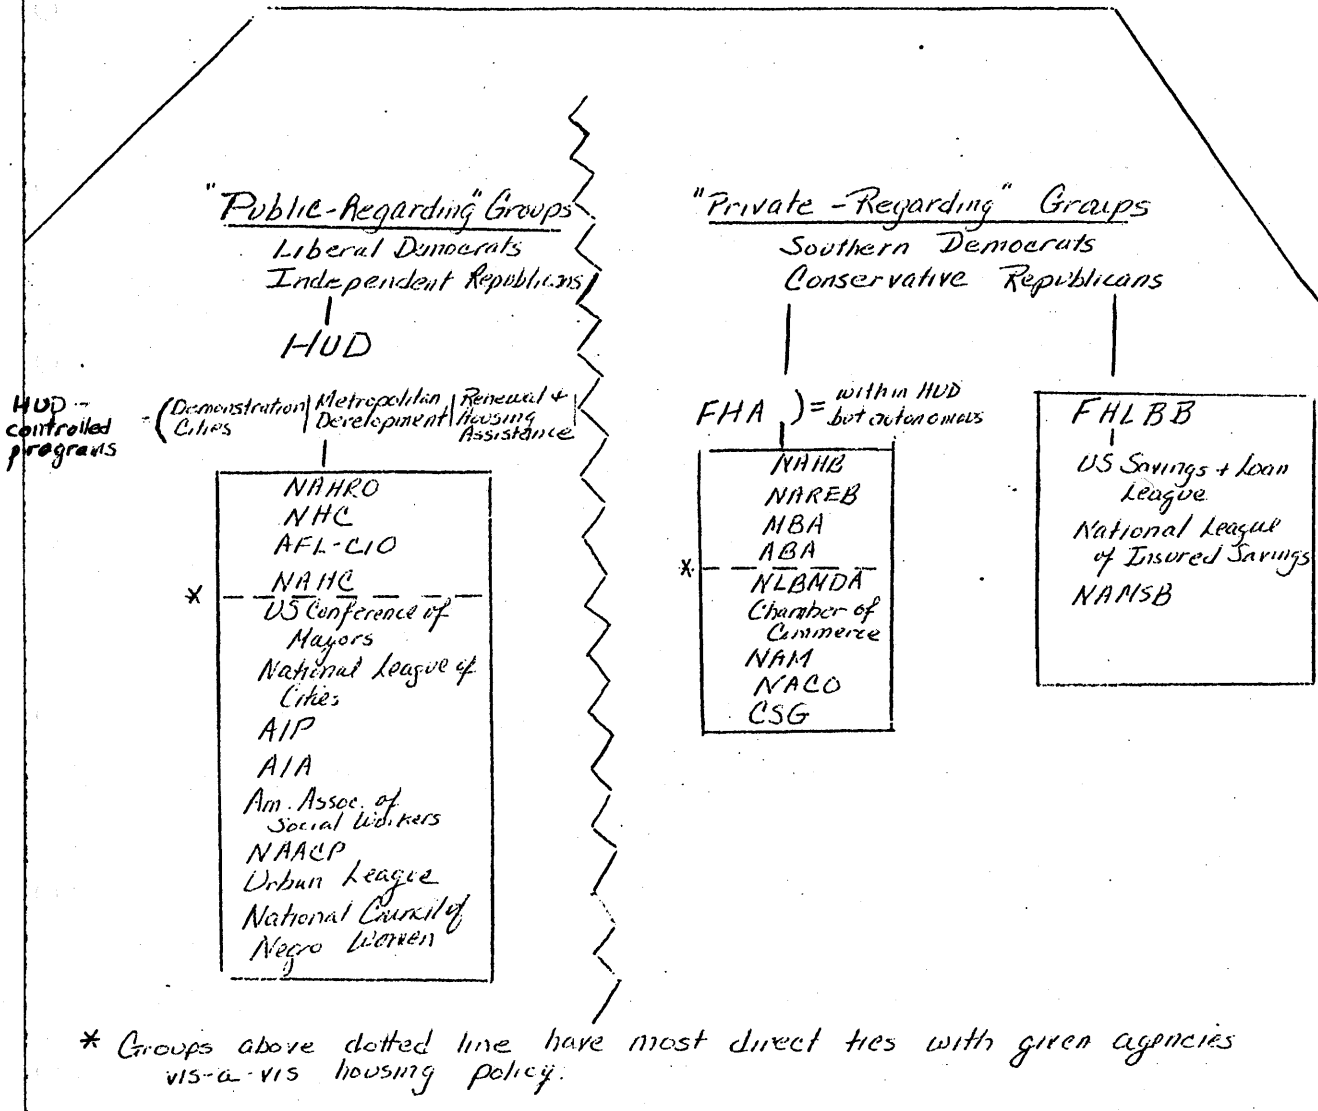 "Public-Regarding" Groups
Liberal Democrats
Independent Republicans
HUD
HUD-
controlled
programs
- (Demonstration | Metropolitan | Renewal +
Cities | Development | Housing
Assistance
NAHRO
NHC
AFL-CIO
NAHC
*
US Conference of
Mayors
National League of
Cities
AIP
AIA
Am. Assoc. of
Social Workers
NAACP
Urban League
National Council of
Negro Women
"Private-Regarding" Groups
Southern Democrats
Conservative Republicans
FHA ) = within HUD
but autonomous
NAHB
NAREB
MBA
ABA
*
NLBMDA
Chamber of
Commerce
NAM
NACO
CSG
FHLBB
US Savings + Loan
League
National League
of Insured Savings
NAMSB
* Groups above dotted line have most direct ties with given agencies
vis-a-vis housing policy.